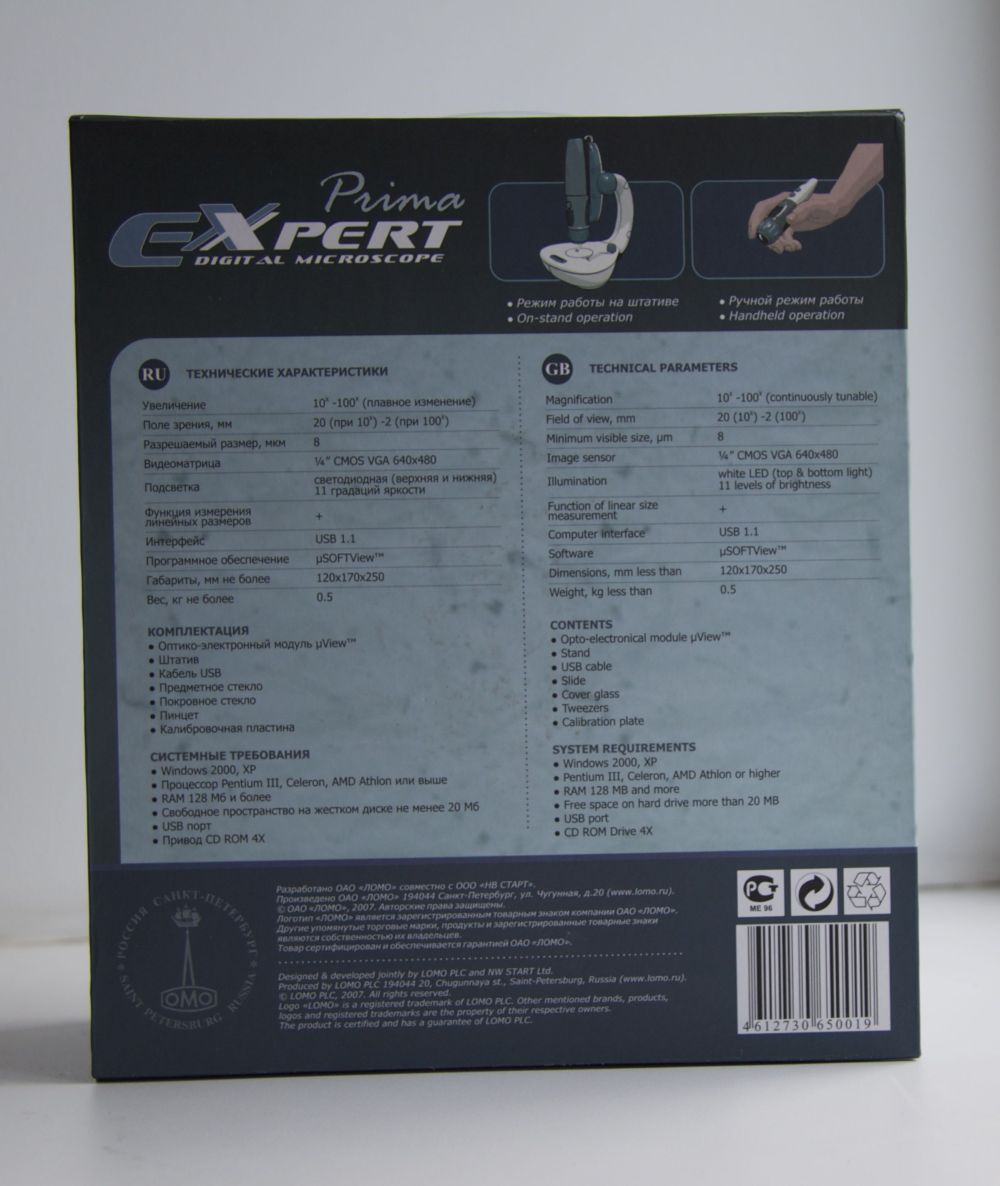 Prima
EXPERT
DIGITAL MICROSCOPE
• Режим работы на штативе
• On-stand operation
• Ручной режим работы
• Handheld operation
RU ТЕХНИЧЕСКИЕ ХАРАКТЕРИСТИКИ
Увеличение 10ˣ -100ˣ (плавное изменение)
Поле зрения, мм 20 (при 10ˣ) -2 (при 100ˣ)
Разрешаемый размер, мкм 8
Видеоматрица ¼" CMOS VGA 640x480
Подсветка светодиодная (верхняя и нижняя)
11 градаций яркости
Функция измерения
линейных размеров +
Интерфейс USB 1.1
Программное обеспечение µSOFTView™
Габариты, мм не более 120x170x250
Вес, кг не более 0.5
КОМПЛЕКТАЦИЯ
• Оптико-электронный модуль µView™
• Штатив
• Кабель USB
• Предметное стекло
• Покровное стекло
• Пинцет
• Калибровочная пластина
СИСТЕМНЫЕ ТРЕБОВАНИЯ
• Windows 2000, XP
• Процессор Pentium III, Celeron, AMD Athlon или выше
• RAM 128 Мб и более
• Свободное пространство на жестком диске не менее 20 Мб
• USB порт
• Привод CD ROM 4X
GB TECHNICAL PARAMETERS
Magnification 10ˣ -100ˣ (continuously tunable)
Field of view, mm 20 (10ˣ) -2 (100ˣ)
Minimum visible size, µm 8
Image sensor ¼" CMOS VGA 640x480
Illumination white LED (top & bottom light)
11 levels of brightness
Function of linear size
measurement +
Computer interface USB 1.1
Software µSOFTView™
Dimensions, mm less than 120x170x250
Weight, kg less than 0.5
CONTENTS
• Opto-electronical module µView™
• Stand
• USB cable
• Slide
• Cover glass
• Tweezers
• Calibration plate
SYSTEM REQUIREMENTS
• Windows 2000, XP
• Pentium III, Celeron, AMD Athlon or higher
• RAM 128 MB and more
• Free space on hard drive more than 20 MB
• USB port
• CD ROM Drive 4X
РОССИЯ САНКТ-ПЕТЕРБУРГ
SAINT PETERSBURG RUSSIA
LOMO
Разработано ОАО «ЛОМО» совместно с ООО «НВ СТАРТ».
Произведено ОАО «ЛОМО» 194044 Санкт-Петербург, ул. Чугунная, д.20 (www.lomo.ru).
© ОАО «ЛОМО», 2007. Авторские права защищены.
Логотип «ЛОМО» является зарегистрированным товарным знаком компании ОАО «ЛОМО».
Другие упомянутые торговые марки, продукты и зарегистрированные товарные знаки
являются собственностью их владельцев.
Товар сертифицирован и обеспечивается гарантией ОАО «ЛОМО».
Designed & developed jointly by LOMO PLC and NW START Ltd.
Produced by LOMO PLC 194044 20, Chugunnaya st., Saint-Petersburg, Russia (www.lomo.ru).
© LOMO PLC, 2007. All rights reserved.
Logo «LOMO» is a registered trademark of LOMO PLC. Other mentioned brands, products,
logos and registered trademarks are the property of their respective owners.
The product is certified and has a guarantee of LOMO PLC.
ME 96
4 612730 650019